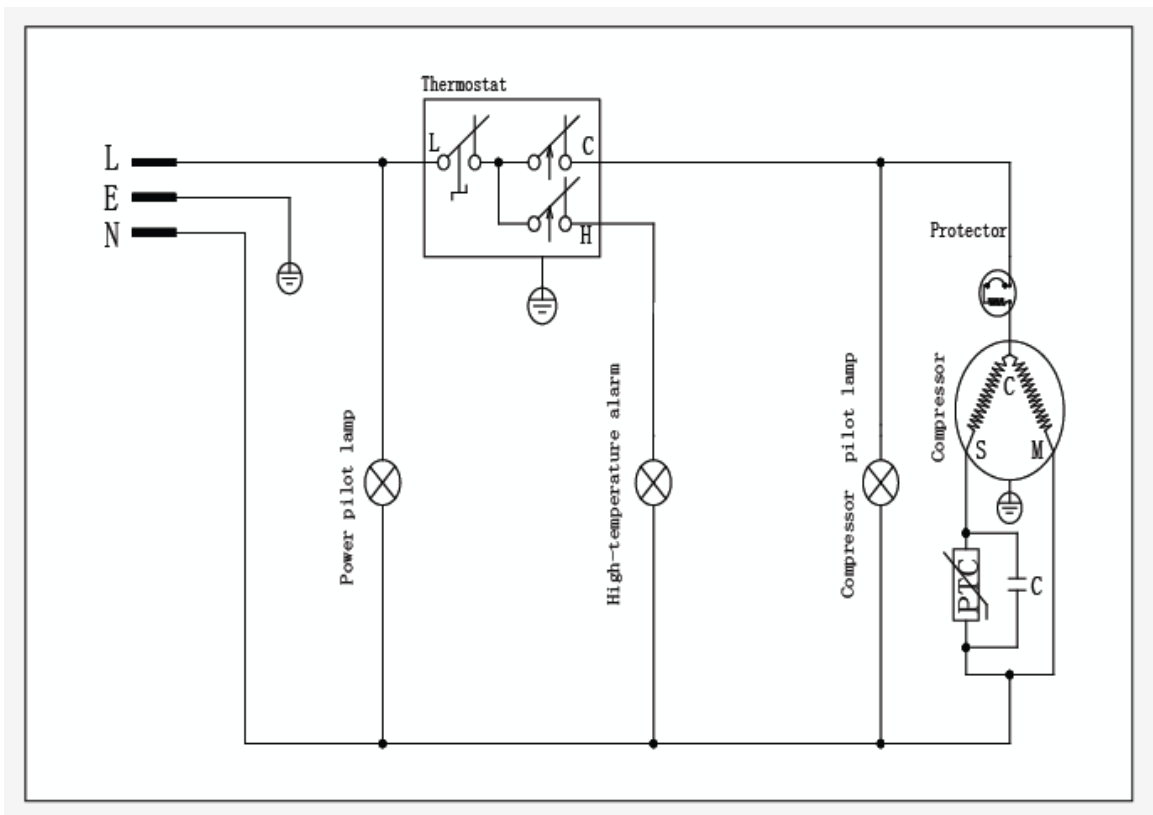 Thermostat
L
C
L
E
N
H
Protector
Power pilot lamp
High-temperature alarm
Compressor pilot lamp
Compressor
C
S
M
PTC
C